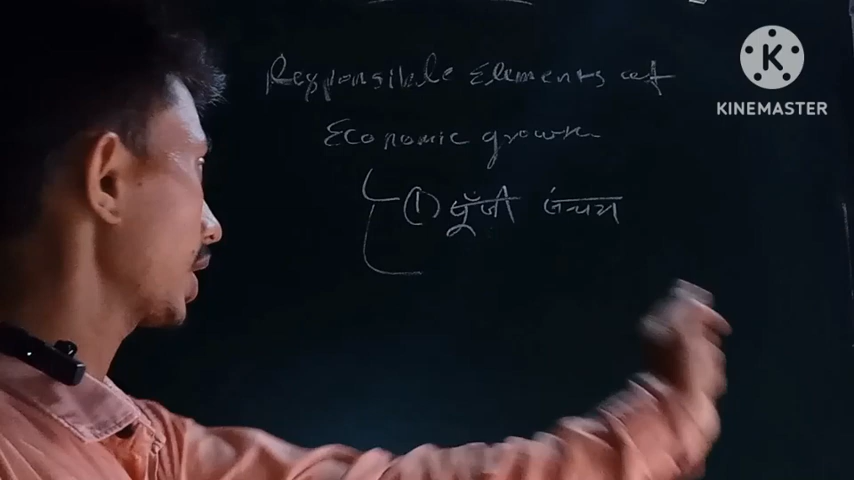 Responsible Elements of
Economic growth
(1) पूँजी संचय
K
KINEMASTER